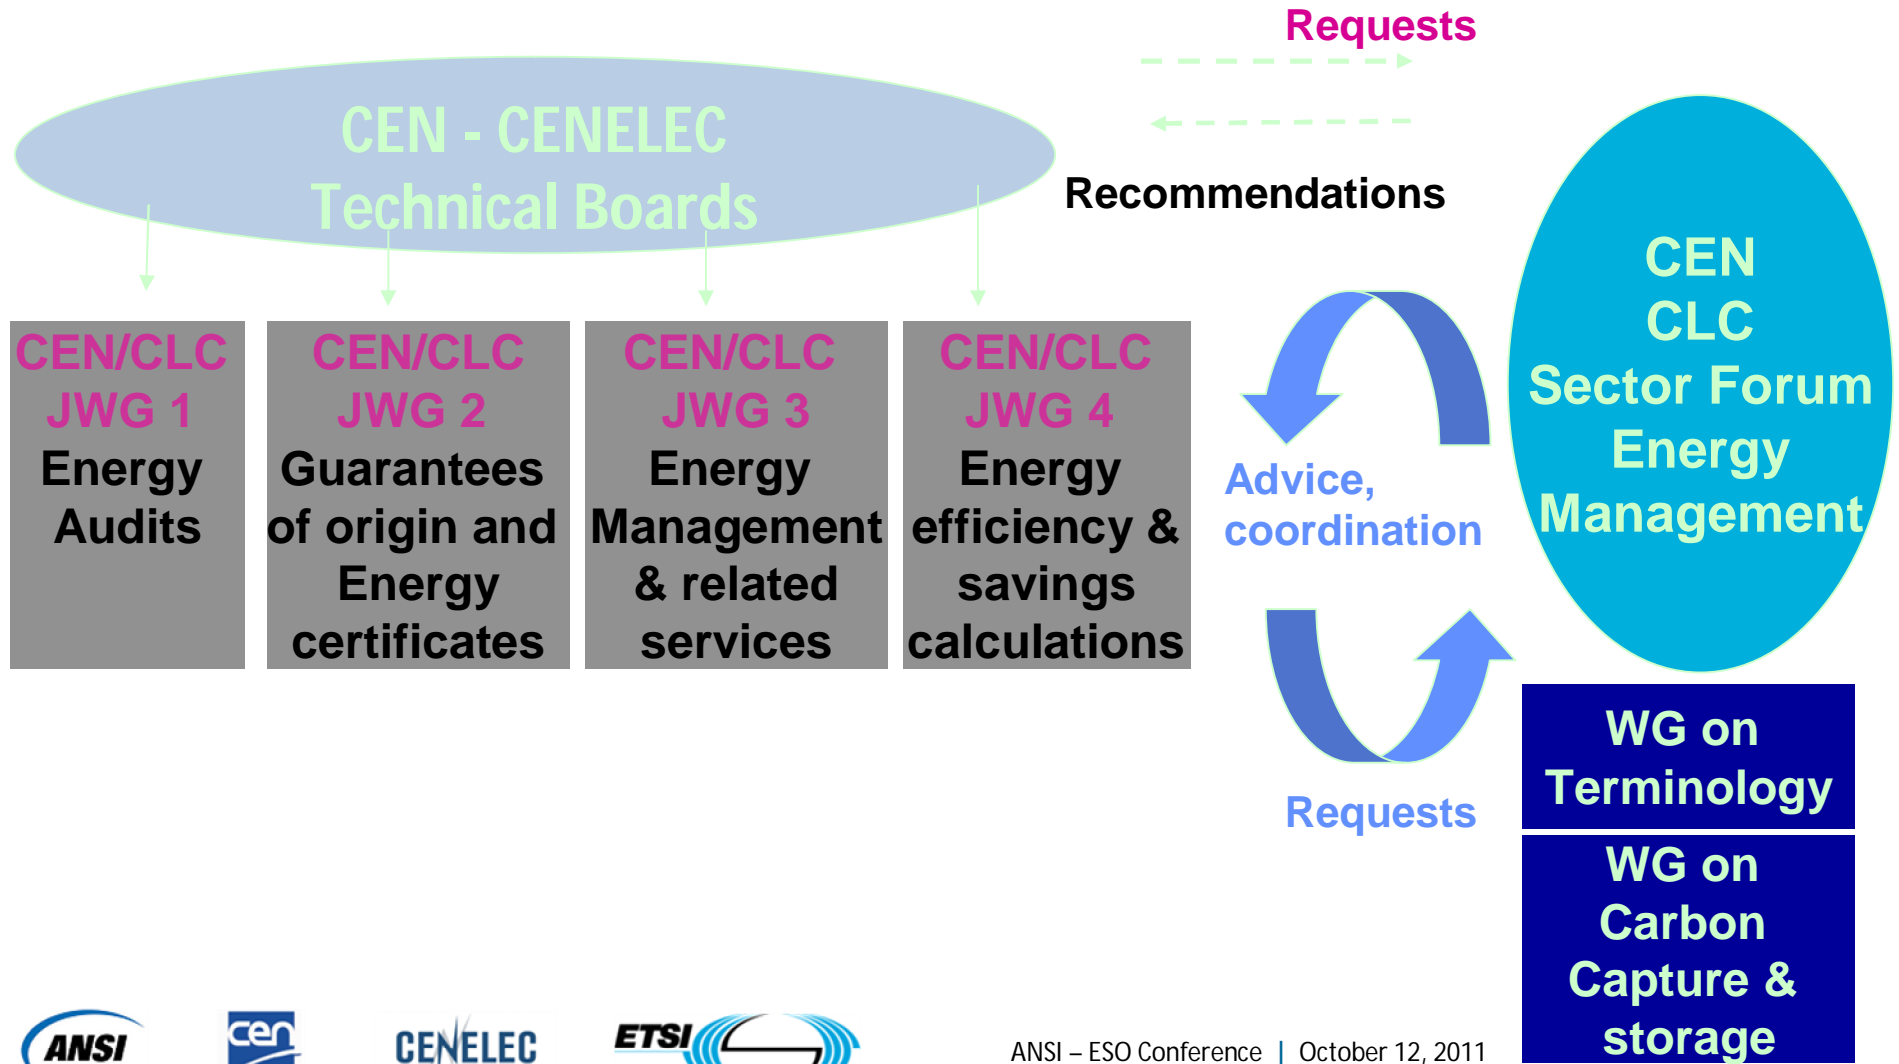 Requests
CEN - CENELEC
Technical Boards
Recommendations
CEN
CLC
Sector Forum
Energy
Management
CEN/CLC
JWG 1
Energy
Audits
CEN/CLC
JWG 2
Guarantees
of origin and
Energy
certificates
CEN/CLC
JWG 3
Energy
Management
& related
services
CEN/CLC
JWG 4
Energy
efficiency &
savings
calculations
Advice,
coordination
Requests
WG on
Terminology
WG on
Carbon
Capture &
storage
ANSI
cen
CENELEC
ETSI
ANSI – ESO Conference | October 12, 2011